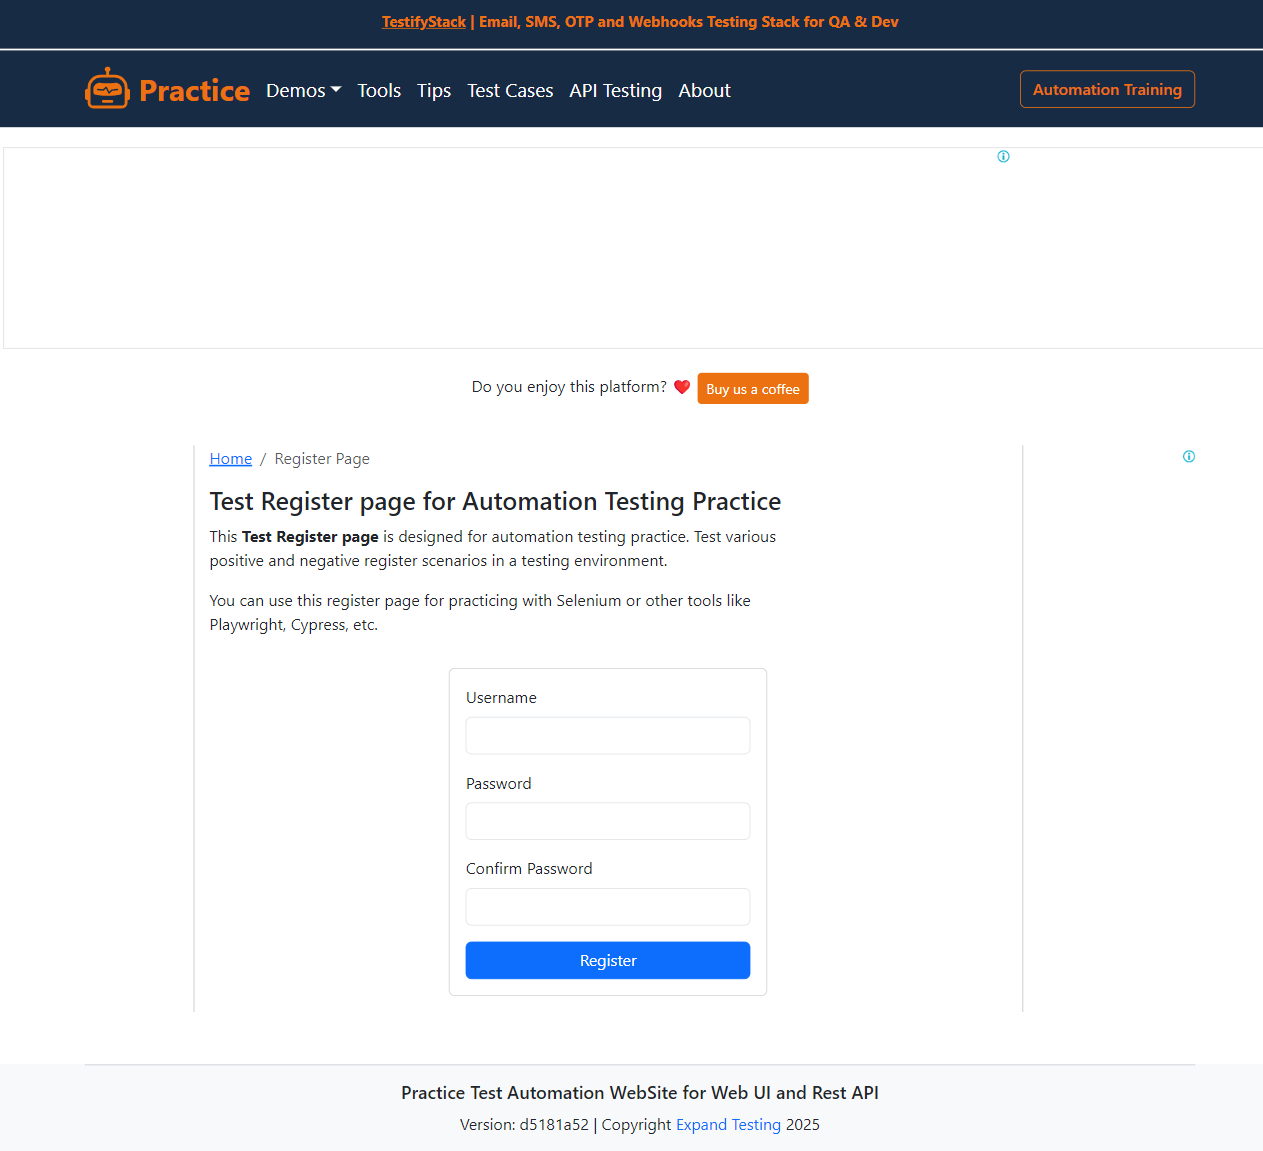 TestifyStack | Email, SMS, OTP and Webhooks Testing Stack for QA & Dev
Practice Demos Tools Tips Test Cases API Testing About Automation Training
Do you enjoy this platform? ❤️ Buy us a coffee
Home / Register Page
Test Register page for Automation Testing Practice
This Test Register page is designed for automation testing practice. Test various
positive and negative register scenarios in a testing environment.
You can use this register page for practicing with Selenium or other tools like
Playwright, Cypress, etc.
Username
Password
Confirm Password
Register
Practice Test Automation WebSite for Web UI and Rest API
Version: d5181a52 | Copyright Expand Testing 2025